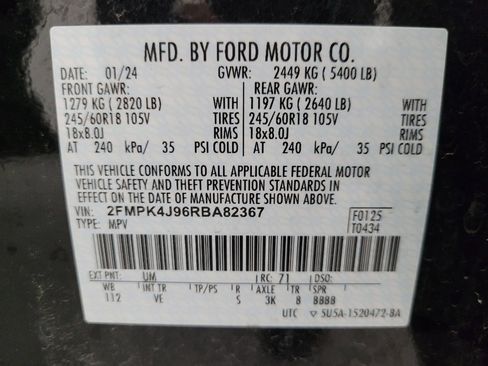 MFD. BY FORD MOTOR CO.
DATE: 01/24 GVWR: 2449 KG ( 5400 LB)
FRONT GAWR: REAR GAWR:
1279 KG ( 2820 LB) WITH 1197 KG ( 2640 LB) WITH
245/60R18 105V TIRES 245/60R18 105V TIRES
18x8.0J RIMS 18x8.0J RIMS
AT 240 kPa/ 35 PSI COLD AT 240 kPa/ 35 PSI COLD
THIS VEHICLE CONFORMS TO ALL APPLICABLE FEDERAL MOTOR
VEHICLE SAFETY AND THEFT PREVENTION STANDARDS IN
EFFECT ON THE DATE OF MANUFACTURE SHOWN ABOVE.
VIN: 2FMPK4J96RBA82367 F0125
TYPE: MPV T0434
EXT PNT: UM RC: 71 DSO:
WB INT TR TP/PS R AXLE TR SPR
112 VE S 3K 8 8888
UTC ▽ SU5A-1520472-BA